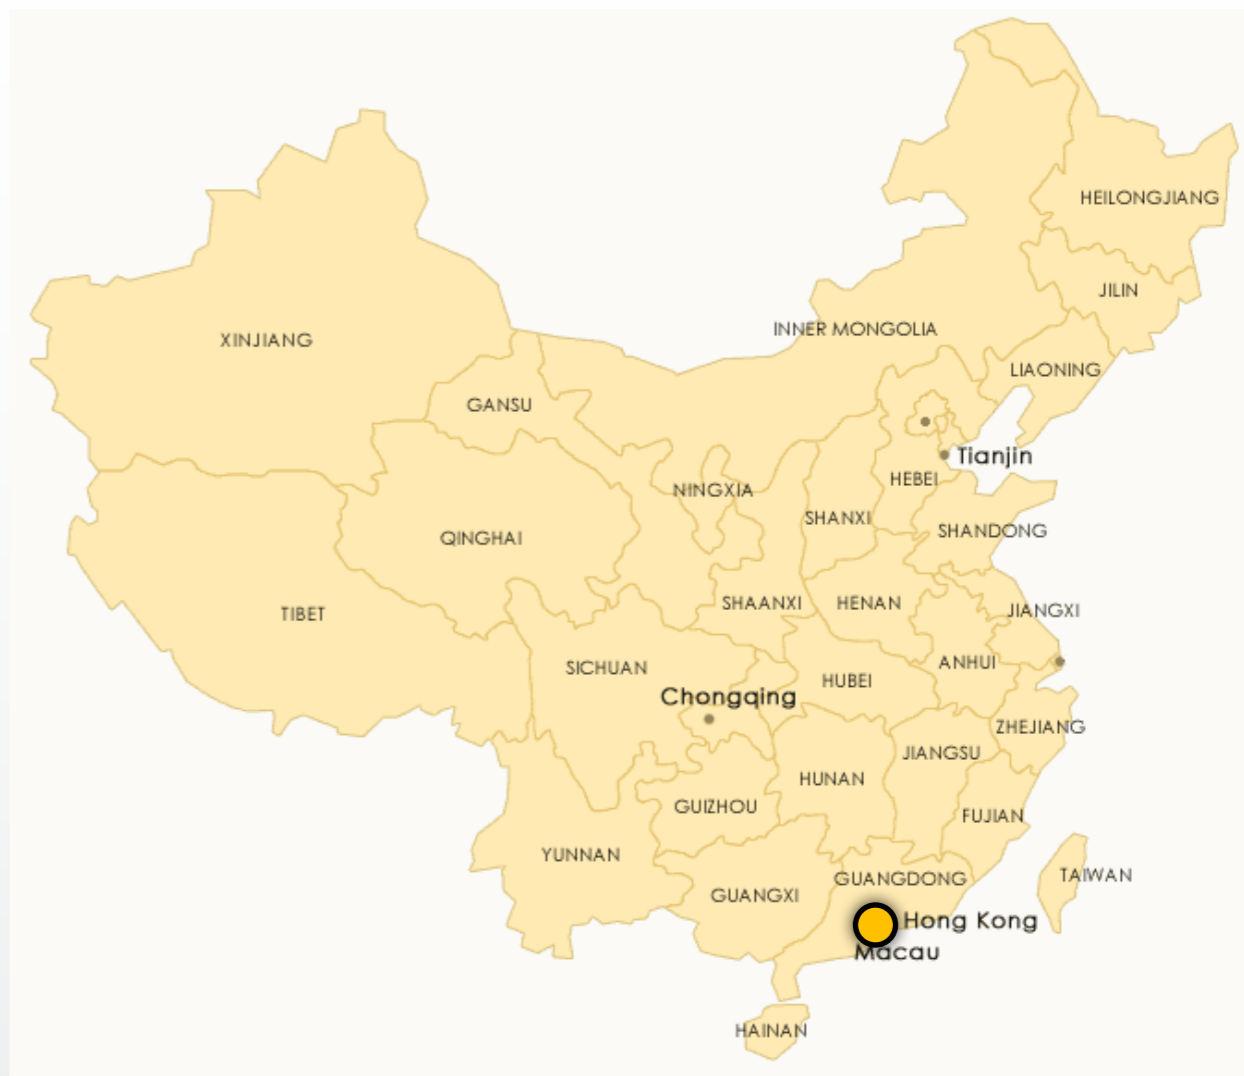 HEILONGJIANG
JILIN
INNER MONGOLIA
XINJIANG
LIAONING
GANSU
Tianjin
HEBEI
NINGXIA
SHANXI
SHANDONG
QINGHAI
SHAANXI
HENAN
JIANGXI
TIBET
ANHUI
SICHUAN
HUBEI
Chongqing
ZHEJIANG
JIANGSU
HUNAN
GUIZHOU
FUJIAN
YUNNAN
TAIWAN
GUANGDONG
GUANGXI
Hong Kong
Macau
HAINAN